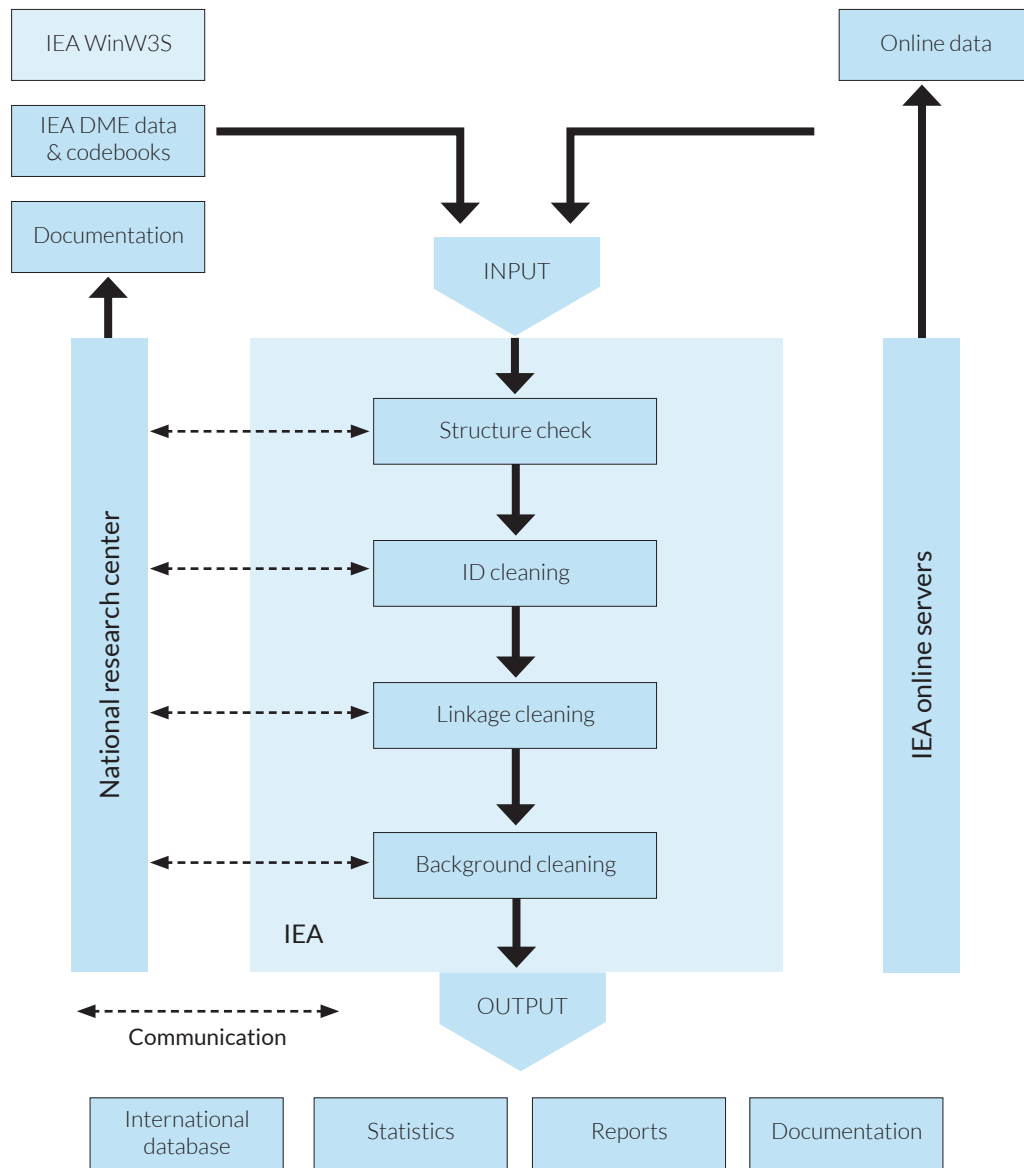 IEA WinW3S
Online data
IEA DME data
& codebooks
Documentation
INPUT
National research center
IEA online servers
Structure check
ID cleaning
Linkage cleaning
Background cleaning
IEA
OUTPUT
Communication
International
database
Statistics
Reports
Documentation